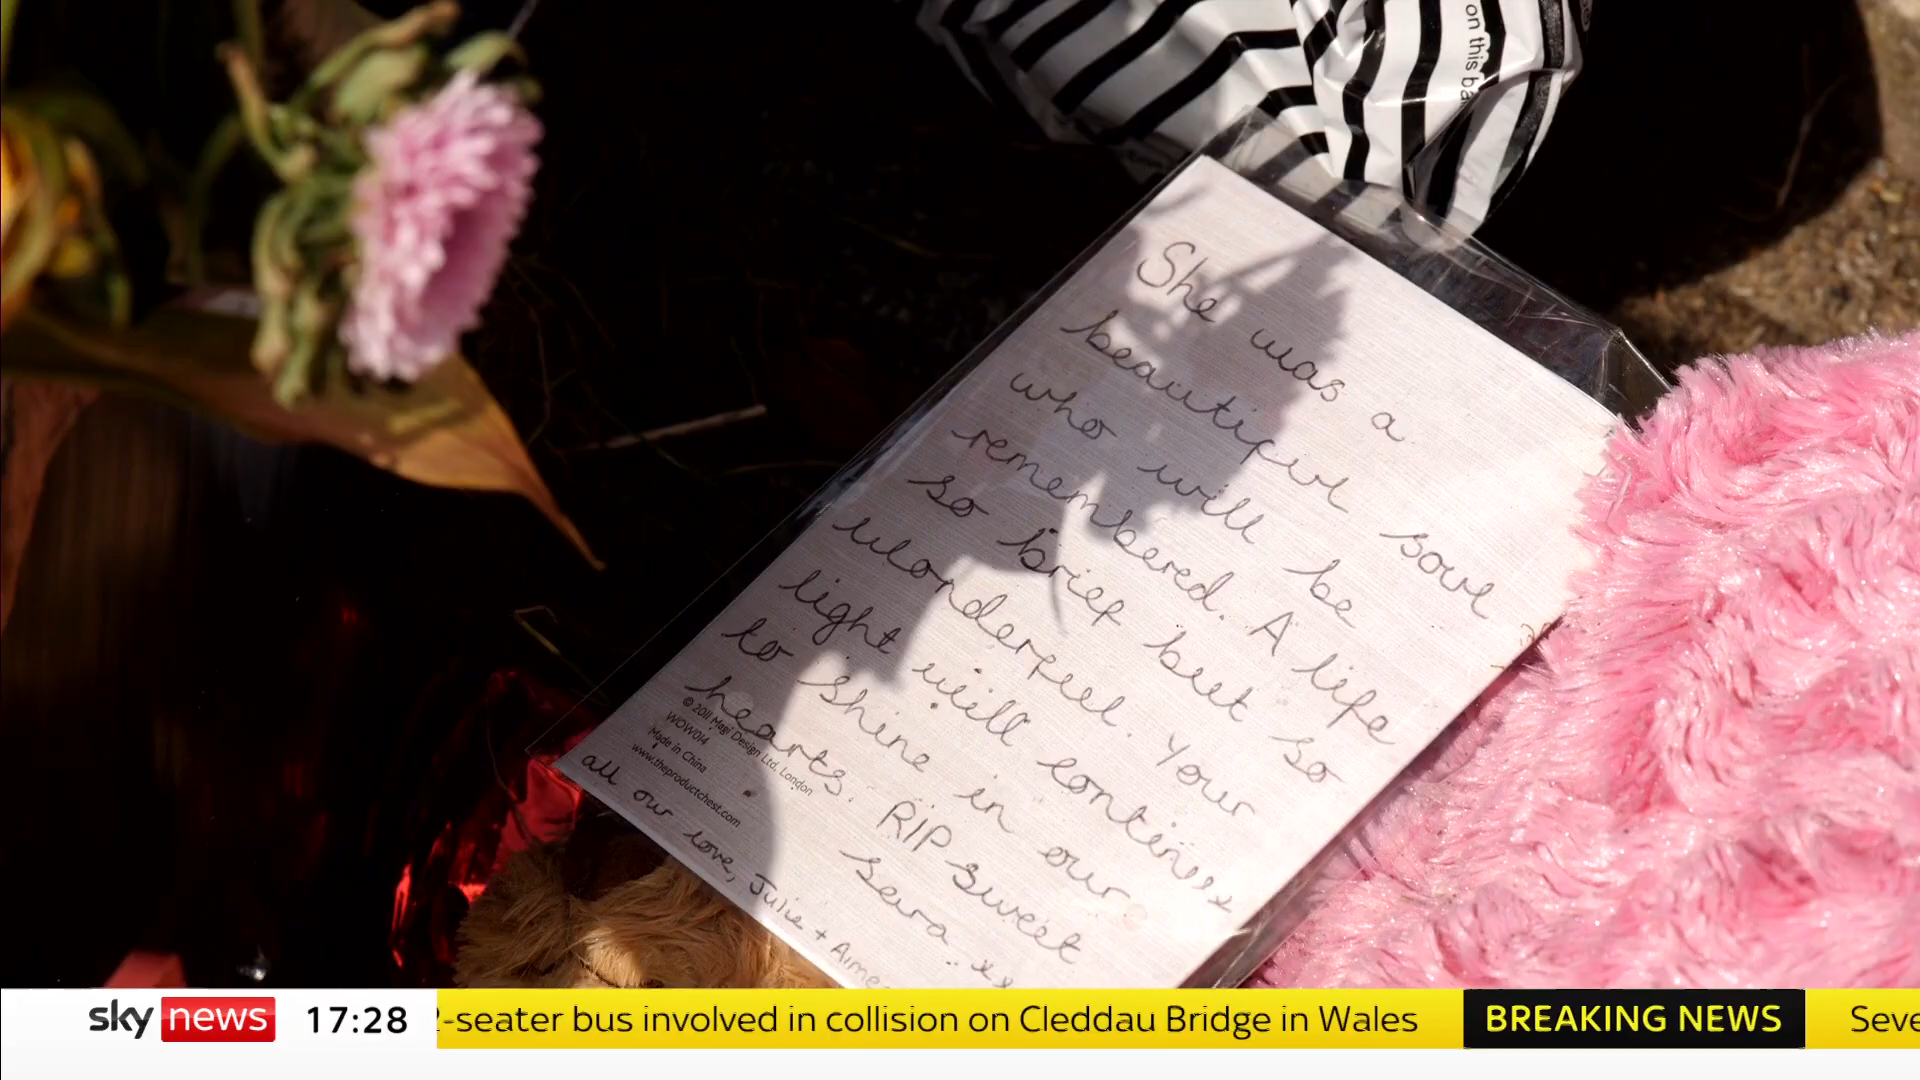 on this ba
She was a
beautiful soul
who will be
remembered. A life
so brief but so
wonderful. Your
light will continue
to shine in our
hearts. RIP sweet
Sara. xx
© 2011 Magi Design Ltd, London
WOW014
Made in China
www.theproductchest.com
all our love, Julie + Aime
sky news 17:28 -seater bus involved in collision on Cleddau Bridge in Wales BREAKING NEWS Seve